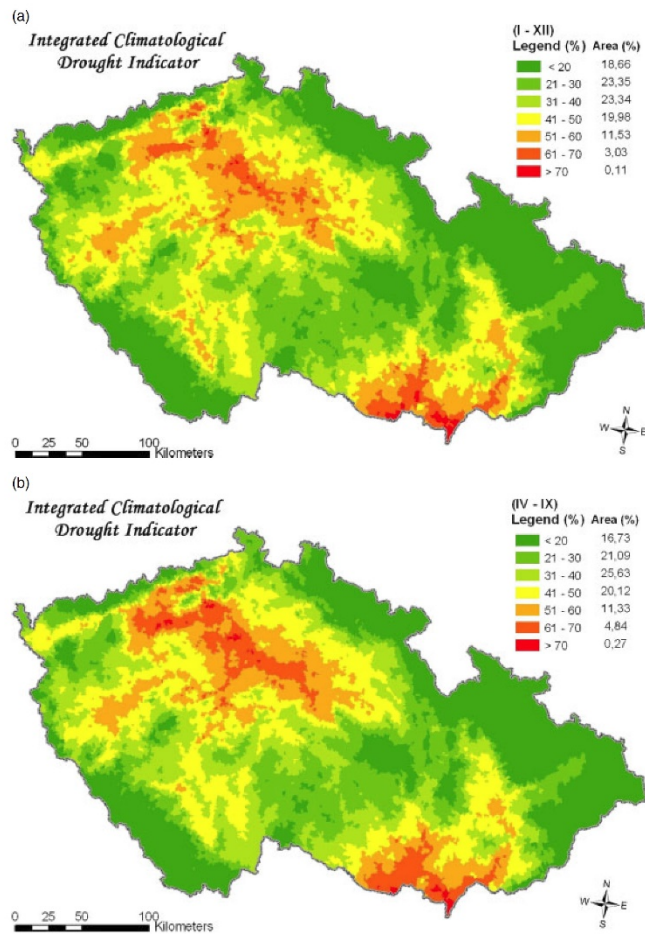 (a)
Integrated Climatological
Drought Indicator
(I - XII)
Legend (%) Area (%)
< 20 18,66
21 - 30 23,35
31 - 40 23,34
41 - 50 19,98
51 - 60 11,53
61 - 70 3,03
> 70 0,11
N
W E
S
0 25 50 100
Kilometers
(b)
Integrated Climatological
Drought Indicator
(IV - IX)
Legend (%) Area (%)
< 20 16,73
21 - 30 21,09
31 - 40 25,63
41 - 50 20,12
51 - 60 11,33
61 - 70 4,84
> 70 0,27
N
W E
S
0 25 50 100
Kilometers